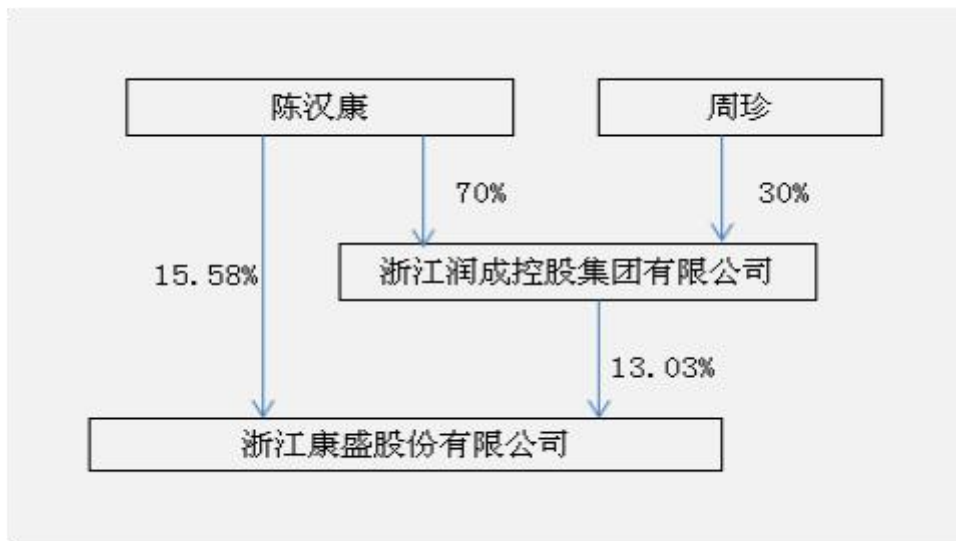 陈汉康
周珍
70%
30%
浙江润成控股集团有限公司
15.58%
13.03%
浙江康盛股份有限公司